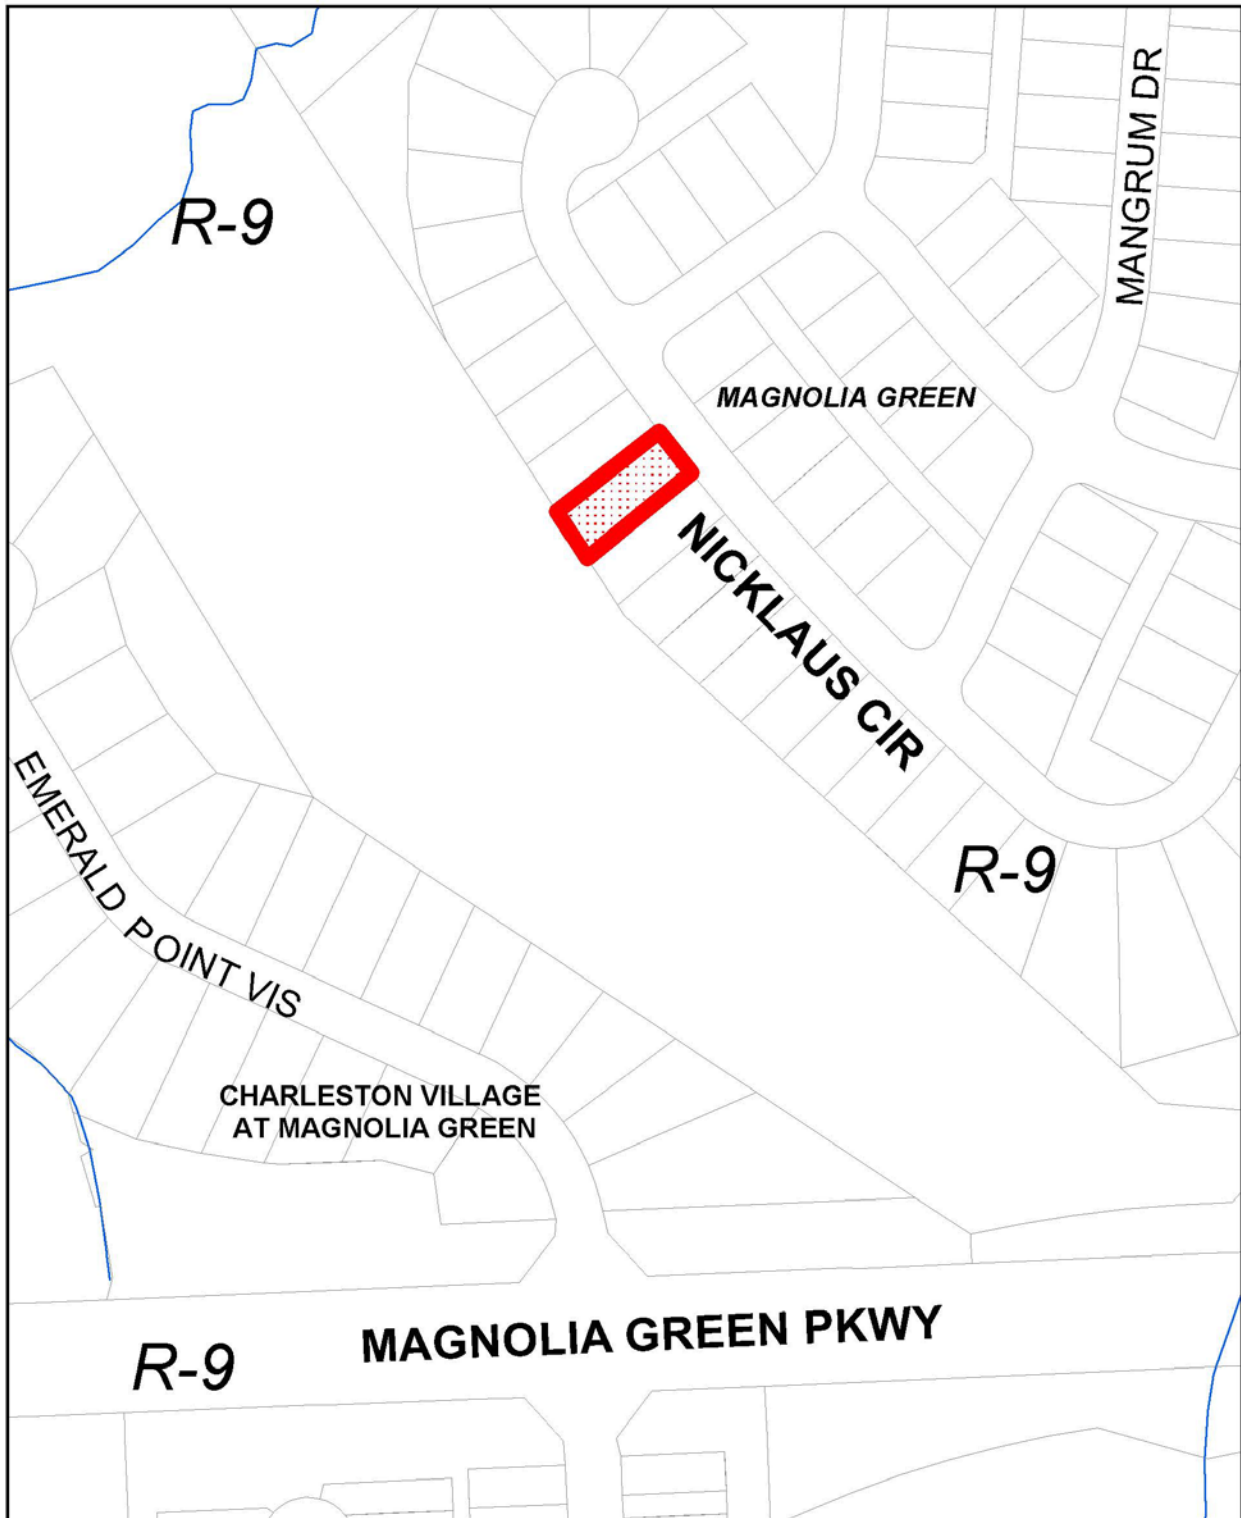 MANGRUM DR
R-9
MAGNOLIA GREEN
NICKLAUS CIR
EMERALD POINT VIS
R-9
CHARLESTON VILLAGE
AT MAGNOLIA GREEN
MAGNOLIA GREEN PKWY
R-9